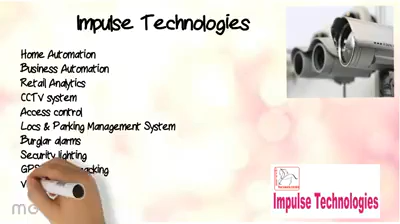 Impulse Technologies
Home Automation
Business Automation
Retail Analytics
CCTV system
Access control
Locs & Parking Management System
Burglar alarms
Security lighting
GPS
Impulse Technologies